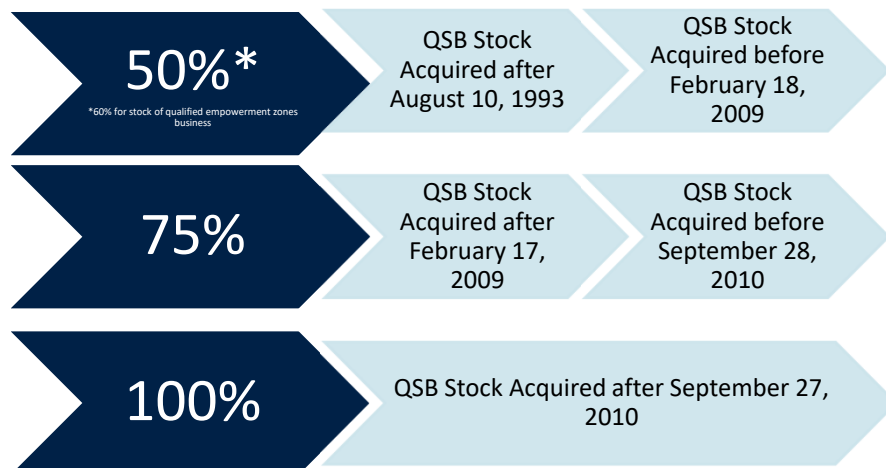 50%*
*60% for stock of qualified empowerment zones
business
QSB Stock
Acquired after
August 10, 1993
QSB Stock
Acquired before
February 18,
2009
75%
QSB Stock
Acquired after
February 17,
2009
QSB Stock
Acquired before
September 28,
2010
100%
QSB Stock Acquired after September 27,
2010